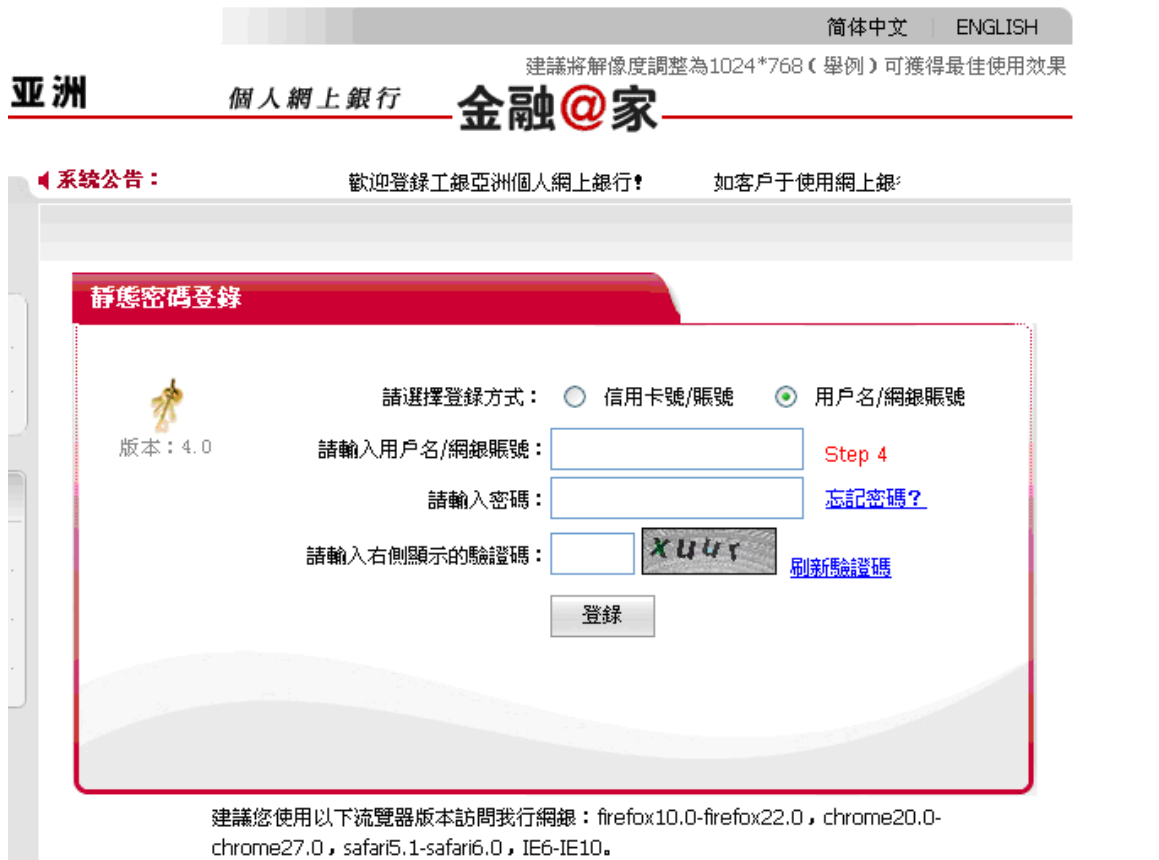 简体中文 | ENGLISH
建議將解像度調整為1024*768（舉例）可獲得最佳使用效果
亚洲 個人網上銀行 金融@家
系統公告： 歡迎登錄工銀亞洲個人網上銀行！ 如客戶于使用網上銀
靜態密碼登錄
請選擇登錄方式： 信用卡號/賬號 用戶名/網銀賬號
版本：4.0
請輸入用戶名/網銀賬號： Step 4
請輸入密碼： 忘記密碼？
請輸入右側顯示的驗證碼： xuur 刷新驗證碼
登錄
建議您使用以下流覽器版本訪問我行網銀：firefox10.0-firefox22.0，chrome20.0-
chrome27.0，safari5.1-safari6.0，IE6-IE10。